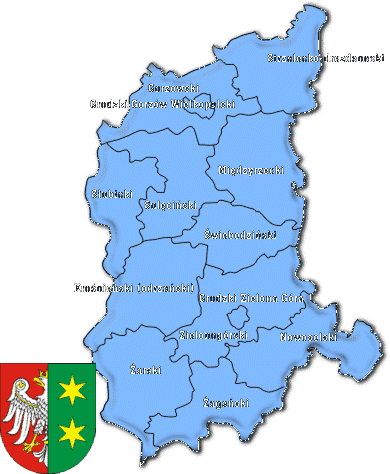 Strzelecko-Drezdenecki
Gorzowski
Grodzki Gorzów Wielkopolski
Międzyrzecki
Słubicki
Sulęciński
Świebodziński
Krośnieński (odrzański)
Grodzki Zielona Góra
Zielonogórski
Nowosolski
Żarski
Żagański